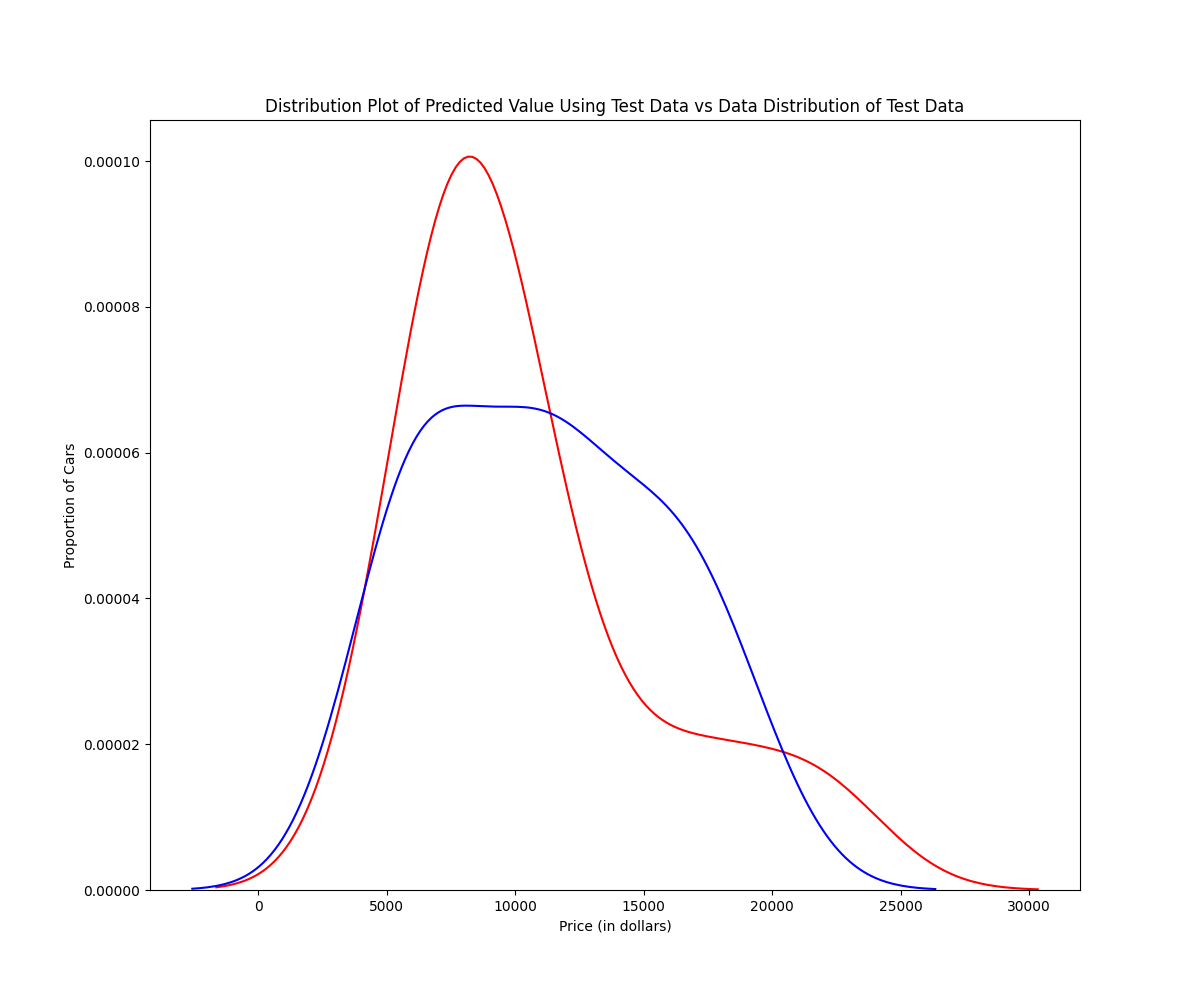 Distribution Plot of Predicted Value Using Test Data vs Data Distribution of Test Data
0.00010
0.00008
0.00006
0.00004
0.00002
0.00000
Proportion of Cars
0 5000 10000 15000 20000 25000 30000
Price (in dollars)